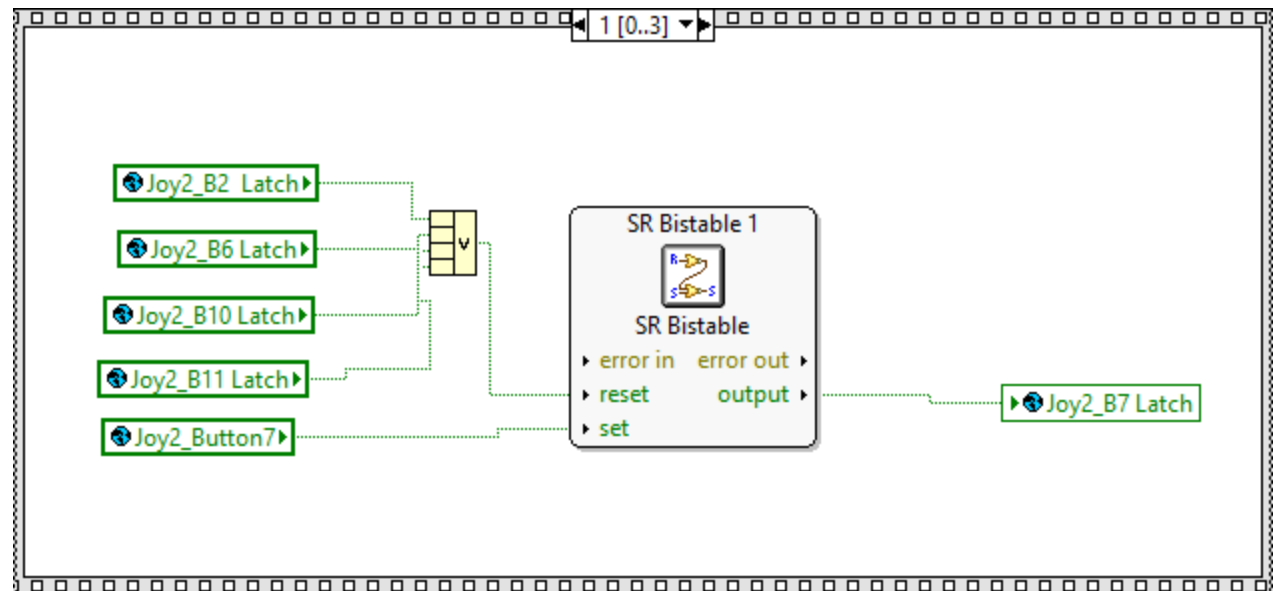 1 [0..3]
Joy2_B2 Latch
Joy2_B6 Latch
Joy2_B10 Latch
Joy2_B11 Latch
Joy2_Button7
V
SR Bistable 1
R
S S
SR Bistable
error in error out
reset output
set
Joy2_B7 Latch